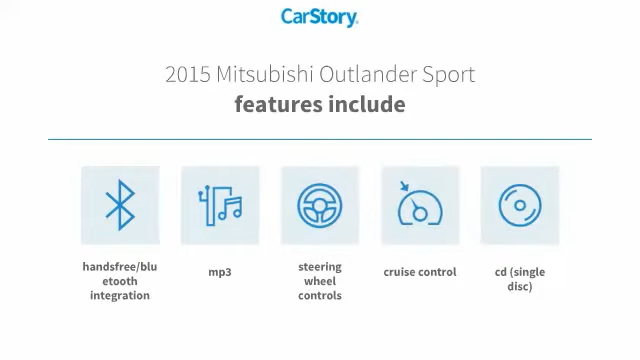 CarStory.
2015 Mitsubishi Outlander Sport
features include
handsfree/blu
etooth
integration
mp3
steering
wheel
controls
cruise control
cd (single
disc)